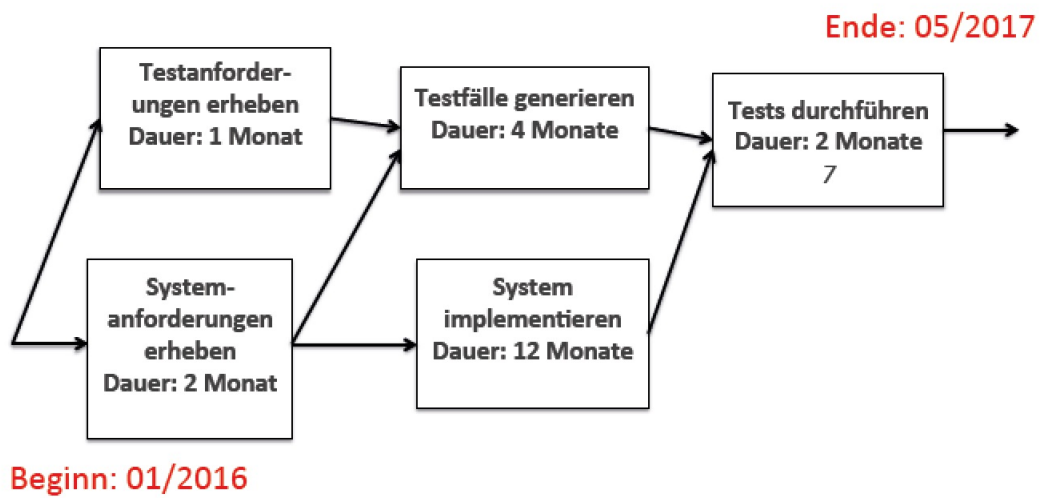 Ende: 05/2017
Testanforder-
ungen erheben
Dauer: 1 Monat
Testfälle generieren
Dauer: 4 Monate
Tests durchführen
Dauer: 2 Monate
7
System-
anforderungen
erheben
Dauer: 2 Monat
System
implementieren
Dauer: 12 Monate
Beginn: 01/2016